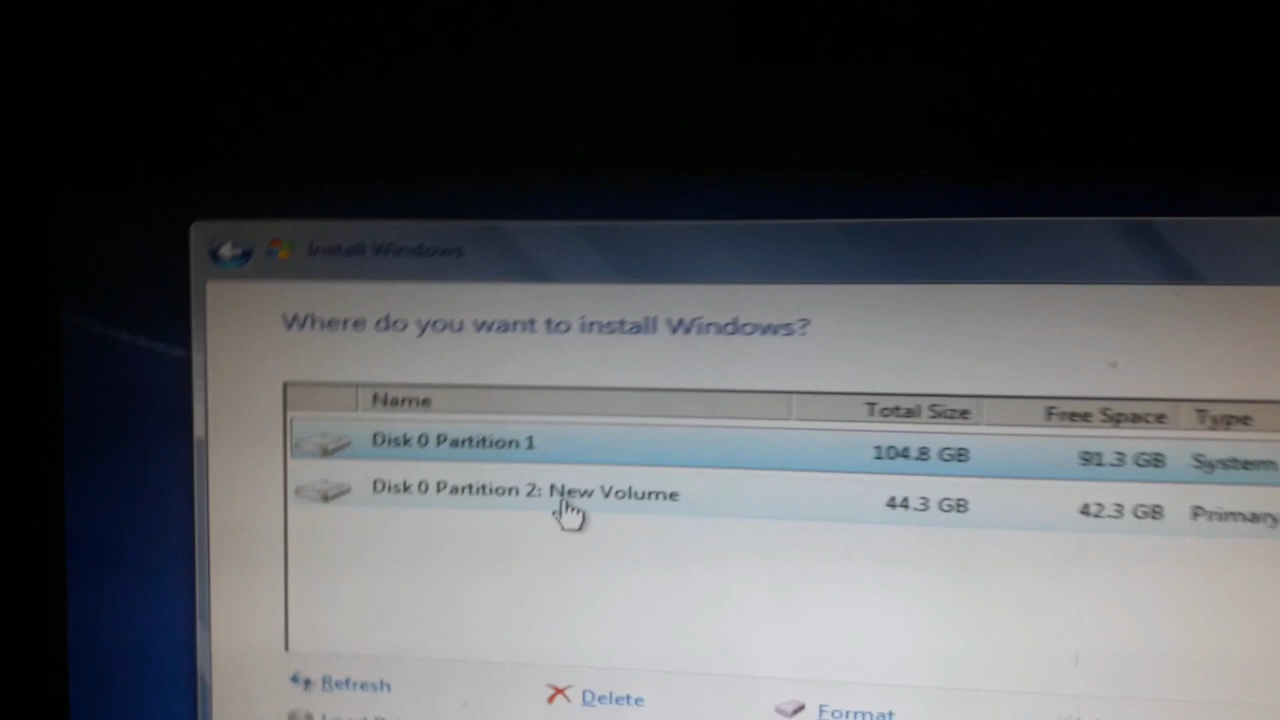 Install Windows
Where do you want to install Windows?
Name Total Size Free Space Type
Disk 0 Partition 1 104.8 GB 91.3 GB System
Disk 0 Partition 2: New Volume 44.3 GB 42.3 GB Primary
Refresh Delete Format